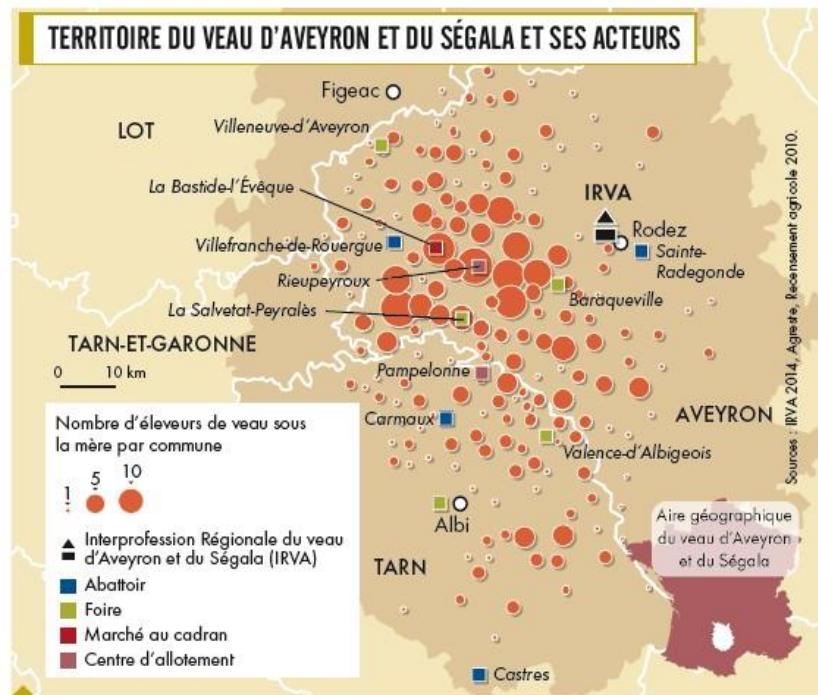 TERRITOIRE DU VEAU D'AVEYRON ET DU SÉGALA ET SES ACTEURS
Figeac
LOT
Villeneuve-d'Aveyron
La Bastide-l'Évêque
IRVA
Rodez
Villefranche-de-Rouergue
Sainte-
Radegonde
Rieupeyroux
Baraqueville
La Salvetat-Peyralès
TARN-ET-GARONNE
0 10 km
Pampelonne
AVEYRON
Carmaux
Valence-d'Albigeois
Albi
TARN
Castres
Nombre d'éleveurs de veau sous
la mère par commune
1 5 10
Interprofession Régionale du veau
d'Aveyron et du Ségala (IRVA)
Abattoir
Foire
Marché au cadran
Centre d'allotement
Aire géographique
du veau d'Aveyron
et du Ségala
Sources : IRVA 2014, Agreste, Recensement agricole 2010.